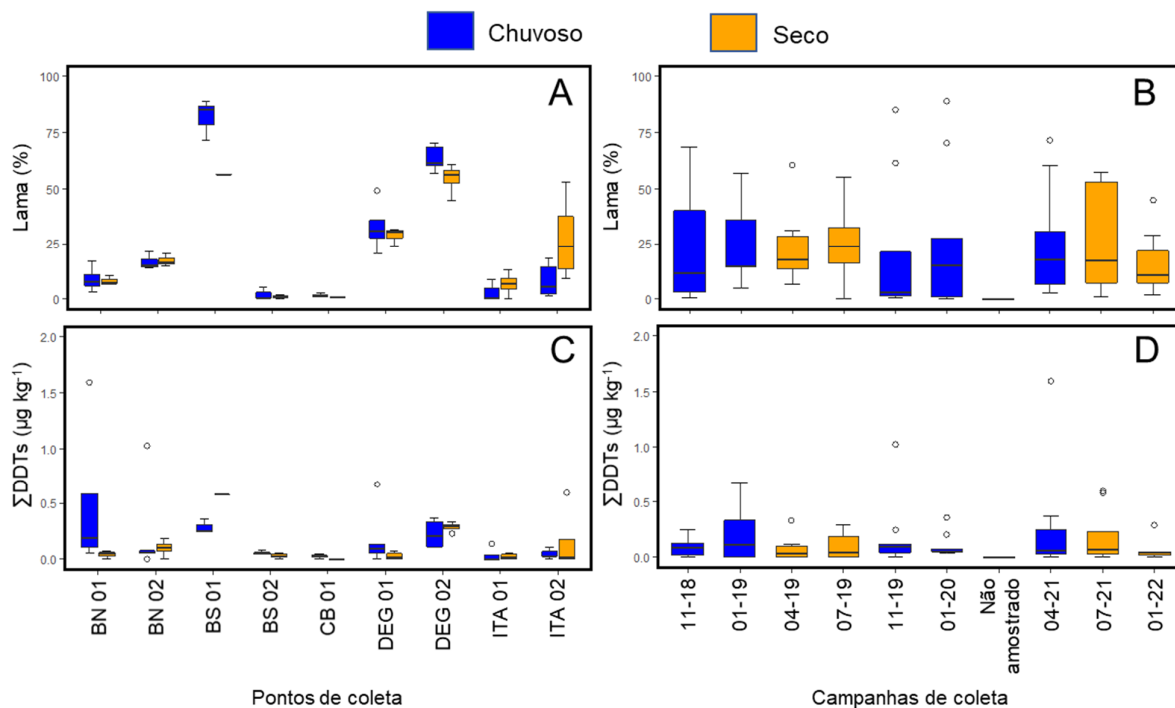 Chuvoso
Seco
A
Lama (%)
100
75
50
25
0
B
Lama (%)
100
75
50
25
0
C
∑DDTs (µg kg⁻¹)
2.0
1.5
1.0
0.5
0.0
BN 01
BN 02
BS 01
BS 02
CB 01
DEG 01
DEG 02
ITA 01
ITA 02
Pontos de coleta
D
∑DDTs (µg kg⁻¹)
2.0
1.5
1.0
0.5
0.0
11-18
01-19
04-19
07-19
11-19
01-20
Não
amostrado
04-21
07-21
01-22
Campanhas de coleta